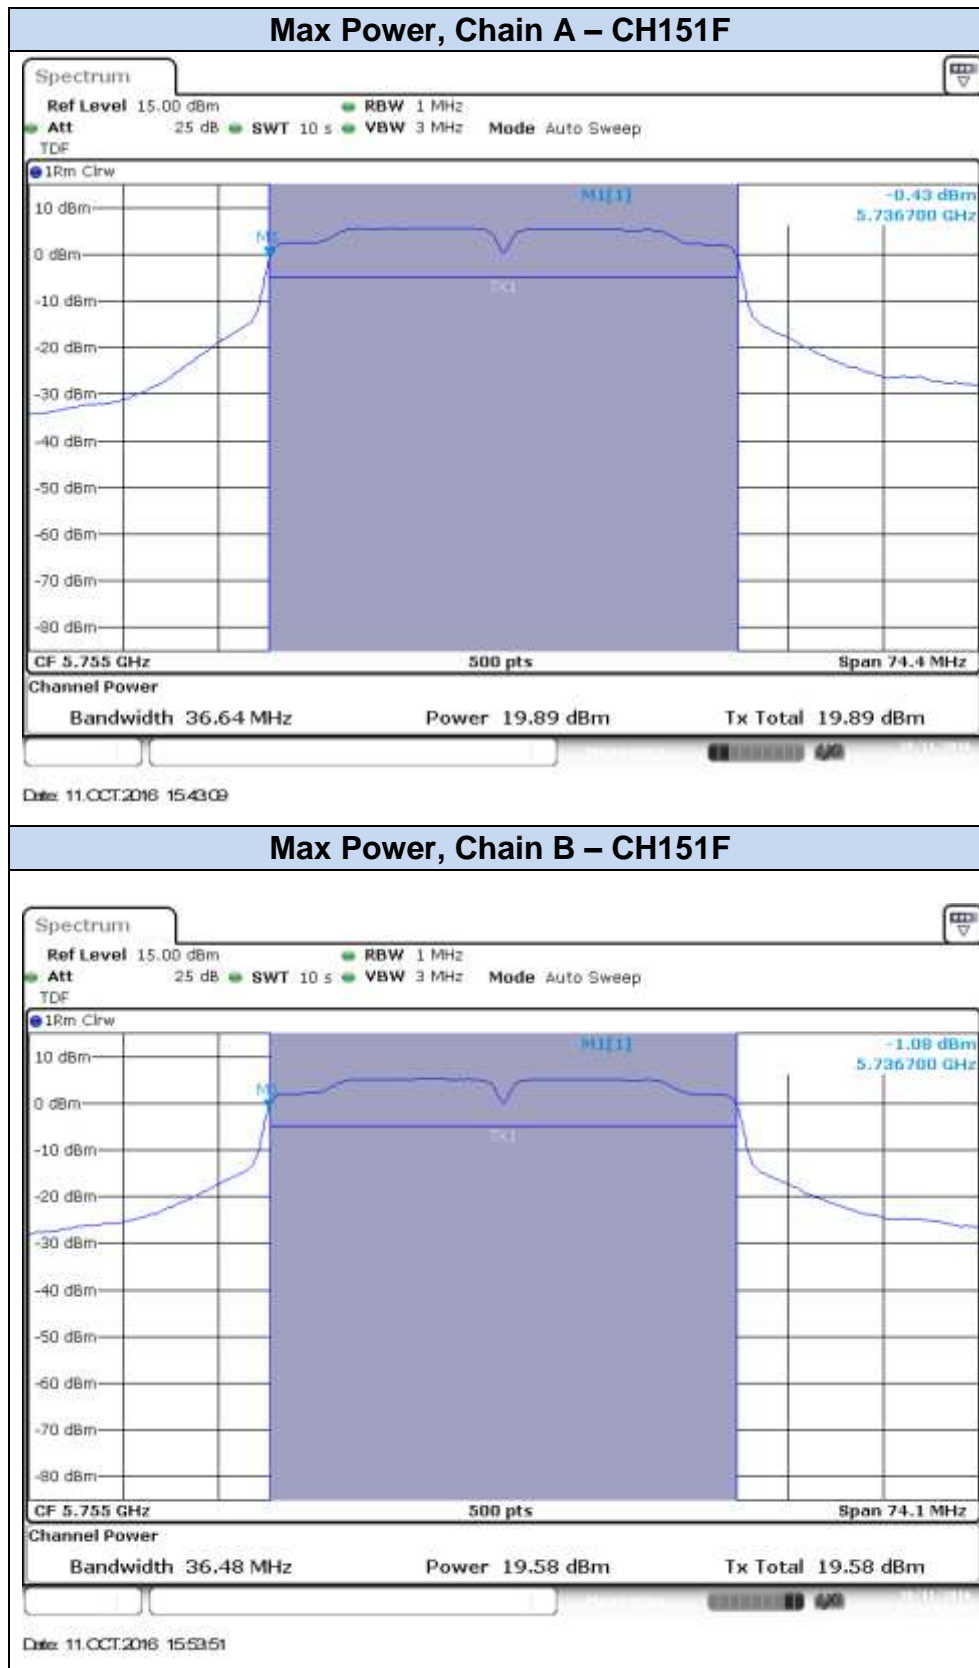 Max Power, Chain A – CH151F
Spectrum
Ref Level 15.00 dBm RBW 1 MHz
Att 25 dB SWT 10 s VBW 3 MHz Mode Auto Sweep
TDF
1Rm Clrw
M1[1] -0.43 dBm
5.736700 GHz
10 dBm
M1
0 dBm
TX1
-10 dBm
-20 dBm
-30 dBm
-40 dBm
-50 dBm
-60 dBm
-70 dBm
-80 dBm
CF 5.755 GHz 500 pts Span 74.4 MHz
Channel Power
Bandwidth 36.64 MHz Power 19.89 dBm Tx Total 19.89 dBm
Date: 11.OCT.2016 15:43:09
Max Power, Chain B – CH151F
Spectrum
Ref Level 15.00 dBm RBW 1 MHz
Att 25 dB SWT 10 s VBW 3 MHz Mode Auto Sweep
TDF
1Rm Clrw
M1[1] -1.08 dBm
5.736700 GHz
10 dBm
M1
0 dBm
TX1
-10 dBm
-20 dBm
-30 dBm
-40 dBm
-50 dBm
-60 dBm
-70 dBm
-80 dBm
CF 5.755 GHz 500 pts Span 74.1 MHz
Channel Power
Bandwidth 36.48 MHz Power 19.58 dBm Tx Total 19.58 dBm
Date: 11.OCT.2016 15:53:51